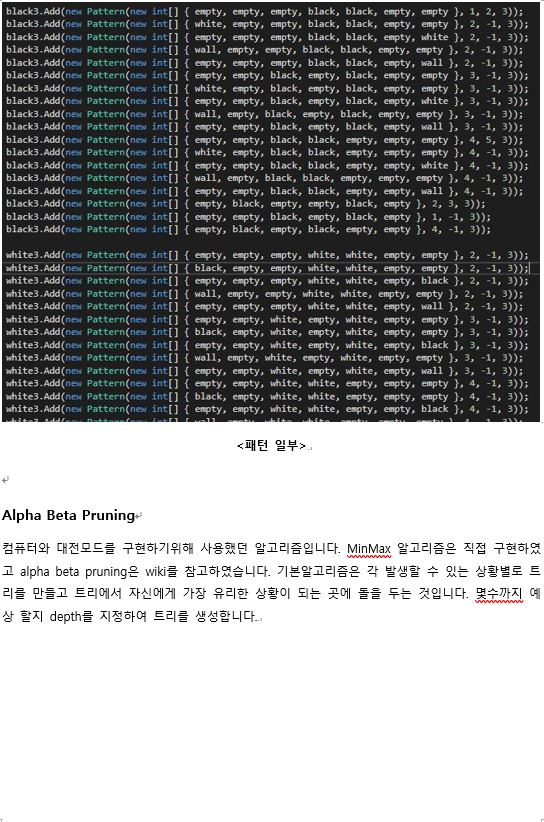 black3.Add(new Pattern(new int[] { empty, empty, empty, black, black, empty, empty }, 1, 2, 3));
black3.Add(new Pattern(new int[] { white, empty, empty, black, black, empty, empty }, 2, -1, 3));
black3.Add(new Pattern(new int[] { empty, empty, empty, black, black, empty, white }, 2, -1, 3));
black3.Add(new Pattern(new int[] { wall, empty, empty, black, black, empty, empty }, 2, -1, 3));
black3.Add(new Pattern(new int[] { empty, empty, empty, black, black, empty, wall }, 2, -1, 3));
black3.Add(new Pattern(new int[] { empty, empty, black, empty, black, empty, empty }, 3, -1, 3));
black3.Add(new Pattern(new int[] { white, empty, black, empty, black, empty, empty }, 3, -1, 3));
black3.Add(new Pattern(new int[] { empty, empty, black, empty, black, empty, white }, 3, -1, 3));
black3.Add(new Pattern(new int[] { wall, empty, black, empty, black, empty, empty }, 3, -1, 3));
black3.Add(new Pattern(new int[] { empty, empty, black, empty, black, empty, wall }, 3, -1, 3));
black3.Add(new Pattern(new int[] { empty, empty, black, black, empty, empty, empty }, 4, 5, 3));
black3.Add(new Pattern(new int[] { white, empty, black, black, empty, empty, empty }, 4, -1, 3));
black3.Add(new Pattern(new int[] { empty, empty, black, black, empty, empty, white }, 4, -1, 3));
black3.Add(new Pattern(new int[] { wall, empty, black, black, empty, empty, empty }, 4, -1, 3));
black3.Add(new Pattern(new int[] { empty, empty, black, black, empty, empty, wall }, 4, -1, 3));
black3.Add(new Pattern(new int[] { empty, black, empty, empty, black, empty }, 2, 3, 3));
black3.Add(new Pattern(new int[] { empty, empty, black, empty, black, empty }, 1, -1, 3));
black3.Add(new Pattern(new int[] { empty, black, empty, black, empty, empty }, 4, -1, 3));
white3.Add(new Pattern(new int[] { empty, empty, empty, white, white, empty, empty }, 2, -1, 3));
white3.Add(new Pattern(new int[] { black, empty, empty, white, white, empty, empty }, 2, -1, 3));
white3.Add(new Pattern(new int[] { empty, empty, empty, white, white, empty, black }, 2, -1, 3));
white3.Add(new Pattern(new int[] { wall, empty, empty, white, white, empty, empty }, 2, -1, 3));
white3.Add(new Pattern(new int[] { empty, empty, empty, white, white, empty, wall }, 2, -1, 3));
white3.Add(new Pattern(new int[] { empty, empty, white, empty, white, empty, empty }, 3, -1, 3));
white3.Add(new Pattern(new int[] { black, empty, white, empty, white, empty, empty }, 3, -1, 3));
white3.Add(new Pattern(new int[] { empty, empty, white, empty, white, empty, black }, 3, -1, 3));
white3.Add(new Pattern(new int[] { wall, empty, white, empty, white, empty, empty }, 3, -1, 3));
white3.Add(new Pattern(new int[] { empty, empty, white, empty, white, empty, wall }, 3, -1, 3));
white3.Add(new Pattern(new int[] { empty, empty, white, white, empty, empty, empty }, 4, -1, 3));
white3.Add(new Pattern(new int[] { black, empty, white, white, empty, empty, empty }, 4, -1, 3));
white3.Add(new Pattern(new int[] { empty, empty, white, white, empty, empty, black }, 4, -1, 3));
<패턴 일부>
Alpha Beta Pruning
컴퓨터와 대전모드를 구현하기위해 사용했던 알고리즘입니다. MinMax 알고리즘은 직접 구현하였
고 alpha beta pruning은 wiki를 참고하였습니다. 기본알고리즘은 각 발생할 수 있는 상황별로 트
리를 만들고 트리에서 자신에게 가장 유리한 상황이 되는 곳에 돌을 두는 것입니다. 몇수까지 예
상 할지 depth를 지정하여 트리를 생성합니다.